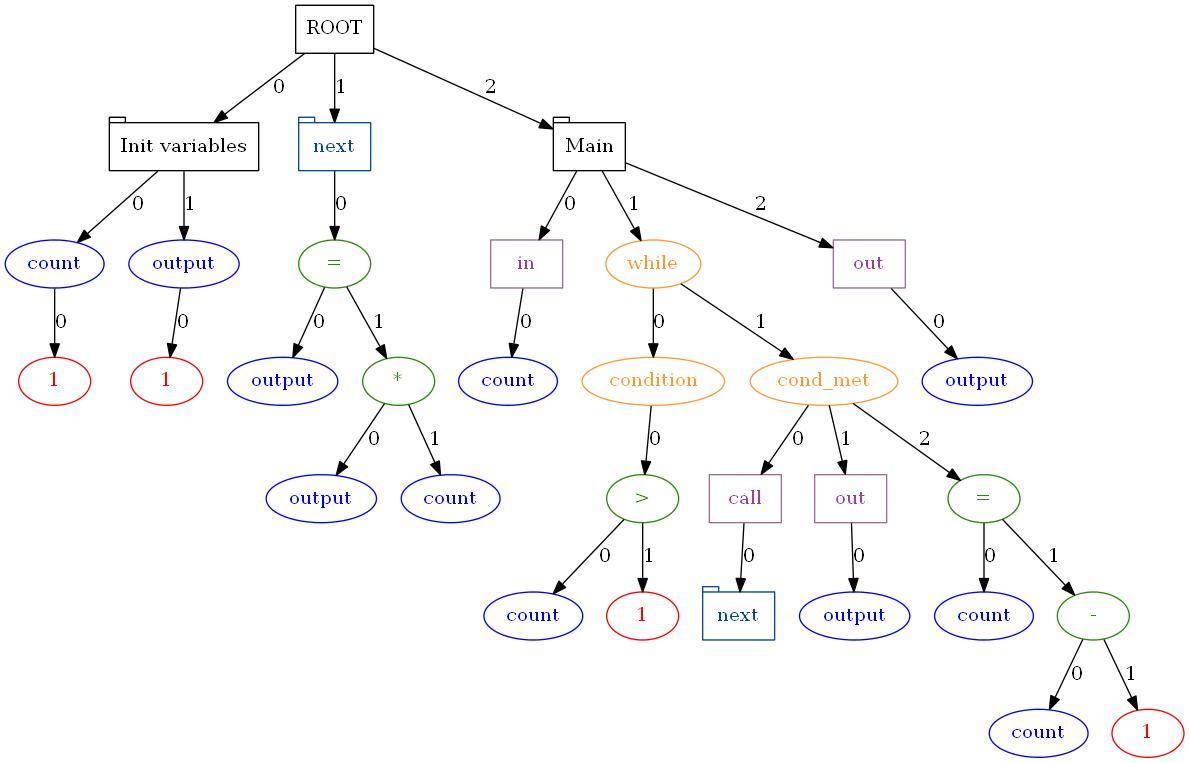 ROOT
0 1 2
Init variables next Main
0 1 0 0 1 2
count output = in while out
0 0 0 1 0 0 1 0
1 1 output * count condition cond_met output
0 1 0 0 1 2
output count > call out =
0 1 0 0 0 1
count 1 next output count -
0 1
count 1